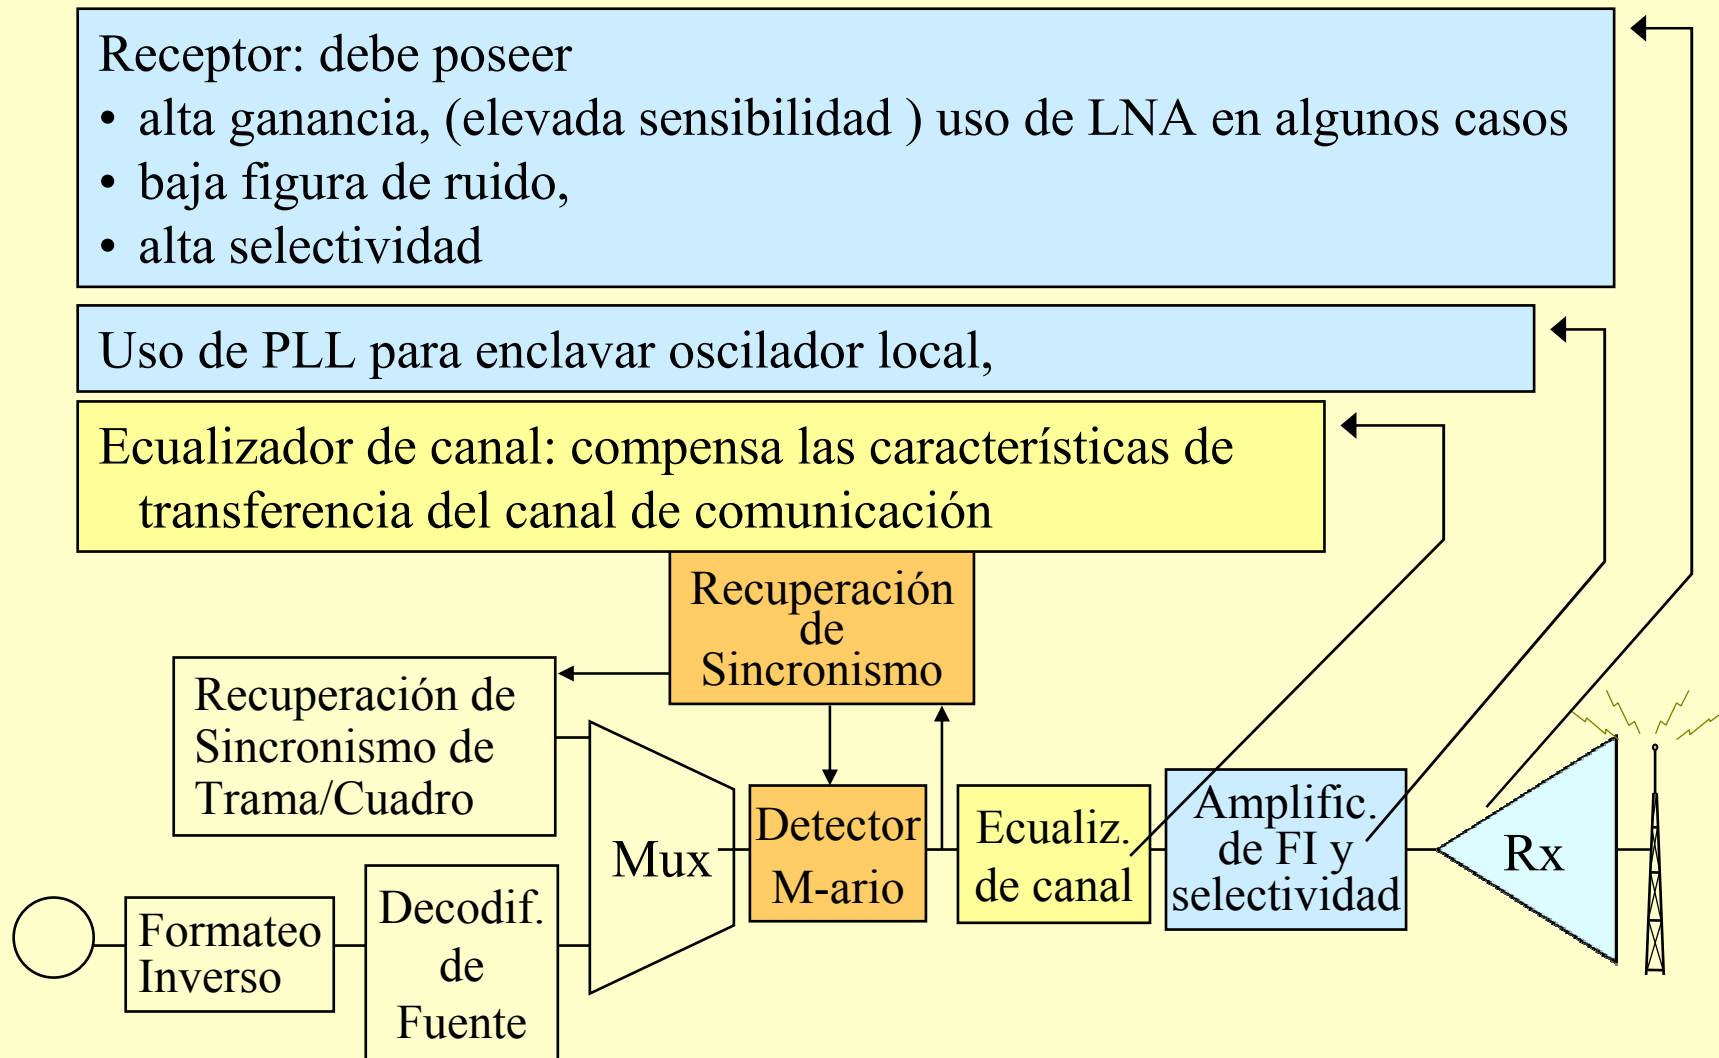 Receptor: debe poseer
• alta ganancia, (elevada sensibilidad ) uso de LNA en algunos casos
• baja figura de ruido,
• alta selectividad
Uso de PLL para enclavar oscilador local,
Ecualizador de canal: compensa las características de
transferencia del canal de comunicación
Recuperación
de
Sincronismo
Recuperación de
Sincronismo de
Trama/Cuadro
Mux
Detector
M-ario
Ecualiz.
de canal
Amplific.
de FI y
selectividad
Rx
Formateo
Inverso
Decodif.
de
Fuente